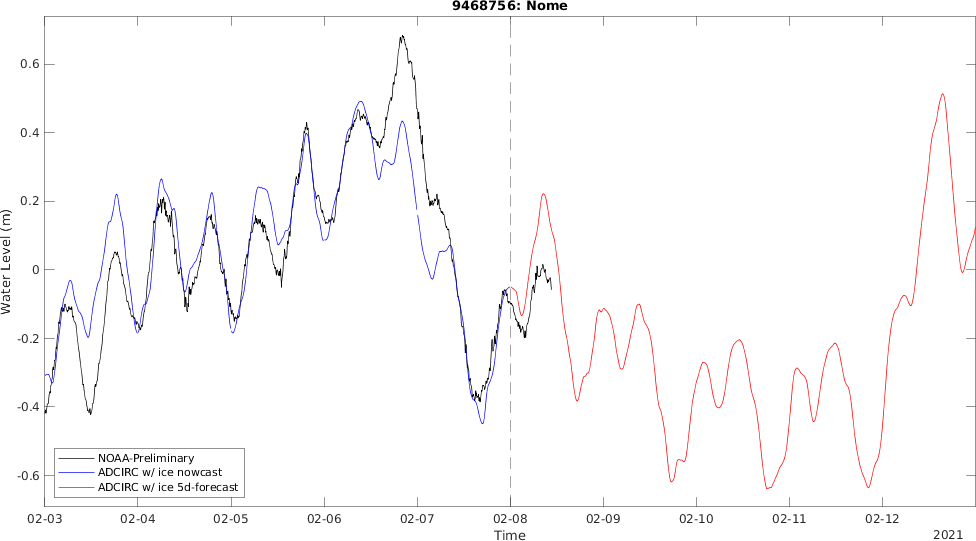 9468756: Nome
Water Level (m)
0.6
0.4
0.2
0
-0.2
-0.4
-0.6
NOAA-Preliminary
ADCIRC w/ ice nowcast
ADCIRC w/ ice 5d-forecast
02-03 02-04 02-05 02-06 02-07 02-08 02-09 02-10 02-11 02-12
Time
2021